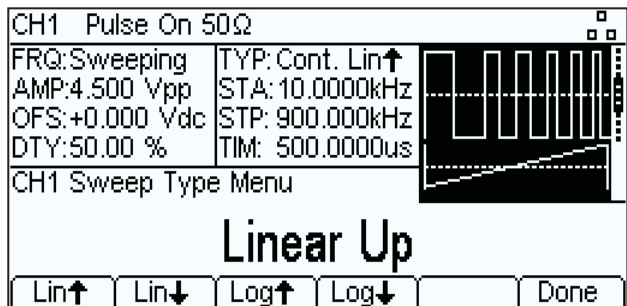 CH1 Pulse On 50Ω
FRQ:Sweeping TYP:Cont. Lin↑
AMP:4.500 Vpp STA:10.0000kHz
OFS:+0.000 Vdc STP: 900.000kHz
DTY:50.00 % TIM: 500.0000us
CH1 Sweep Type Menu
Linear Up
Lin↑ Lin↓ Log↑ Log↓ Done